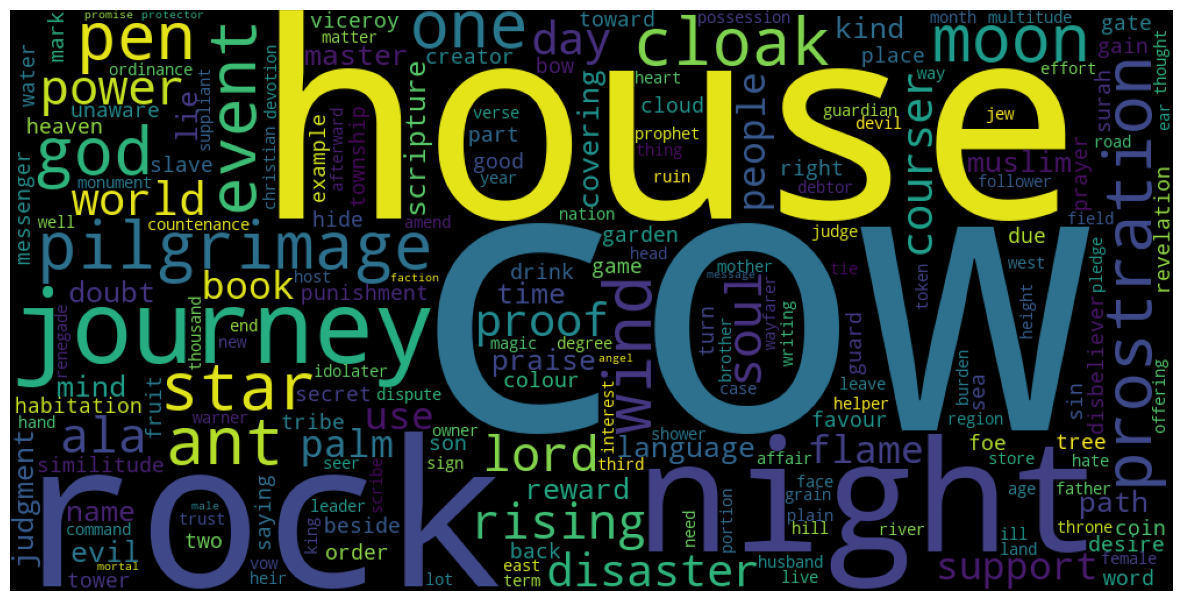 promise
protector
pen
mark
matter
ordinance
viceroy
master
one
creator
toward
day
bow
possession
cloak
kind
place
month
multitude
moon
gate
gain
effort
thought
ear
water
power
unaware
suppliant
lie
event
house
heaven
god
slave
christian devotion
example
afterward
township
scripture
verse
part
good
year
covering
heart
cloud
prophet
thing
ruin
people
guardian
devil
right
debtor
courser
way
jew
muslim
follower
prayer
surah
road
messenger
world
monument
well
countenance
hide
amend
nation
garden
head
judge
field
due
prostration
revelation
pledge
pilgrimage
book
host
faction
drink
game
mother
message
tie
token
west
height
doubt
punishment
time
cow
journey
renegade
thousand
end
new
proof
magic
degree
wind
turn
soul
brother
case
wayfarer
writing
guard
star
idolater
praise
angel
colour
mind
habitation
fruit
warner
secret
dispute
interest
leave
helper
burden
region
sea
sin
disbeliever
offering
hand
ala
ant
tribe
use
owner
son
palm
lord
third
language
shower
favour
foe
tree
judgment
similitude
seer
sign
scribe
affair
flame
store
hate
rock
night
name
command
male
trust
saying
leader
beside
reward
rising
need
portion
face
grain
plain
hill
river
age
father
path
throne
coin
desire
evil
two
king
order
back
ill
land
tower
mortal
vow
heir
lot
east
term
disaster
husband
live
support
female
word